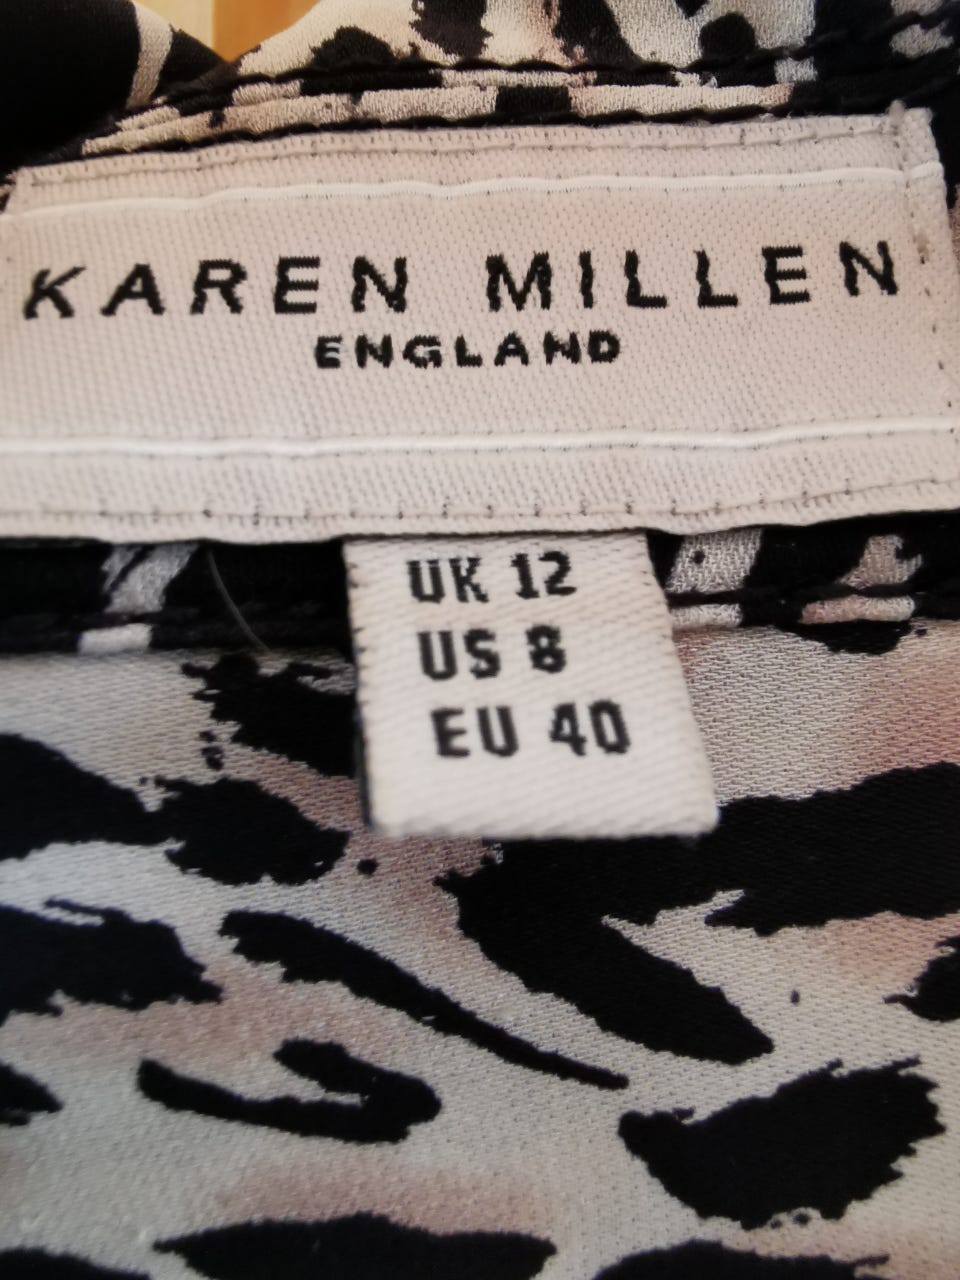 KAREN MILLEN
ENGLAND
UK 12
US 8
EU 40